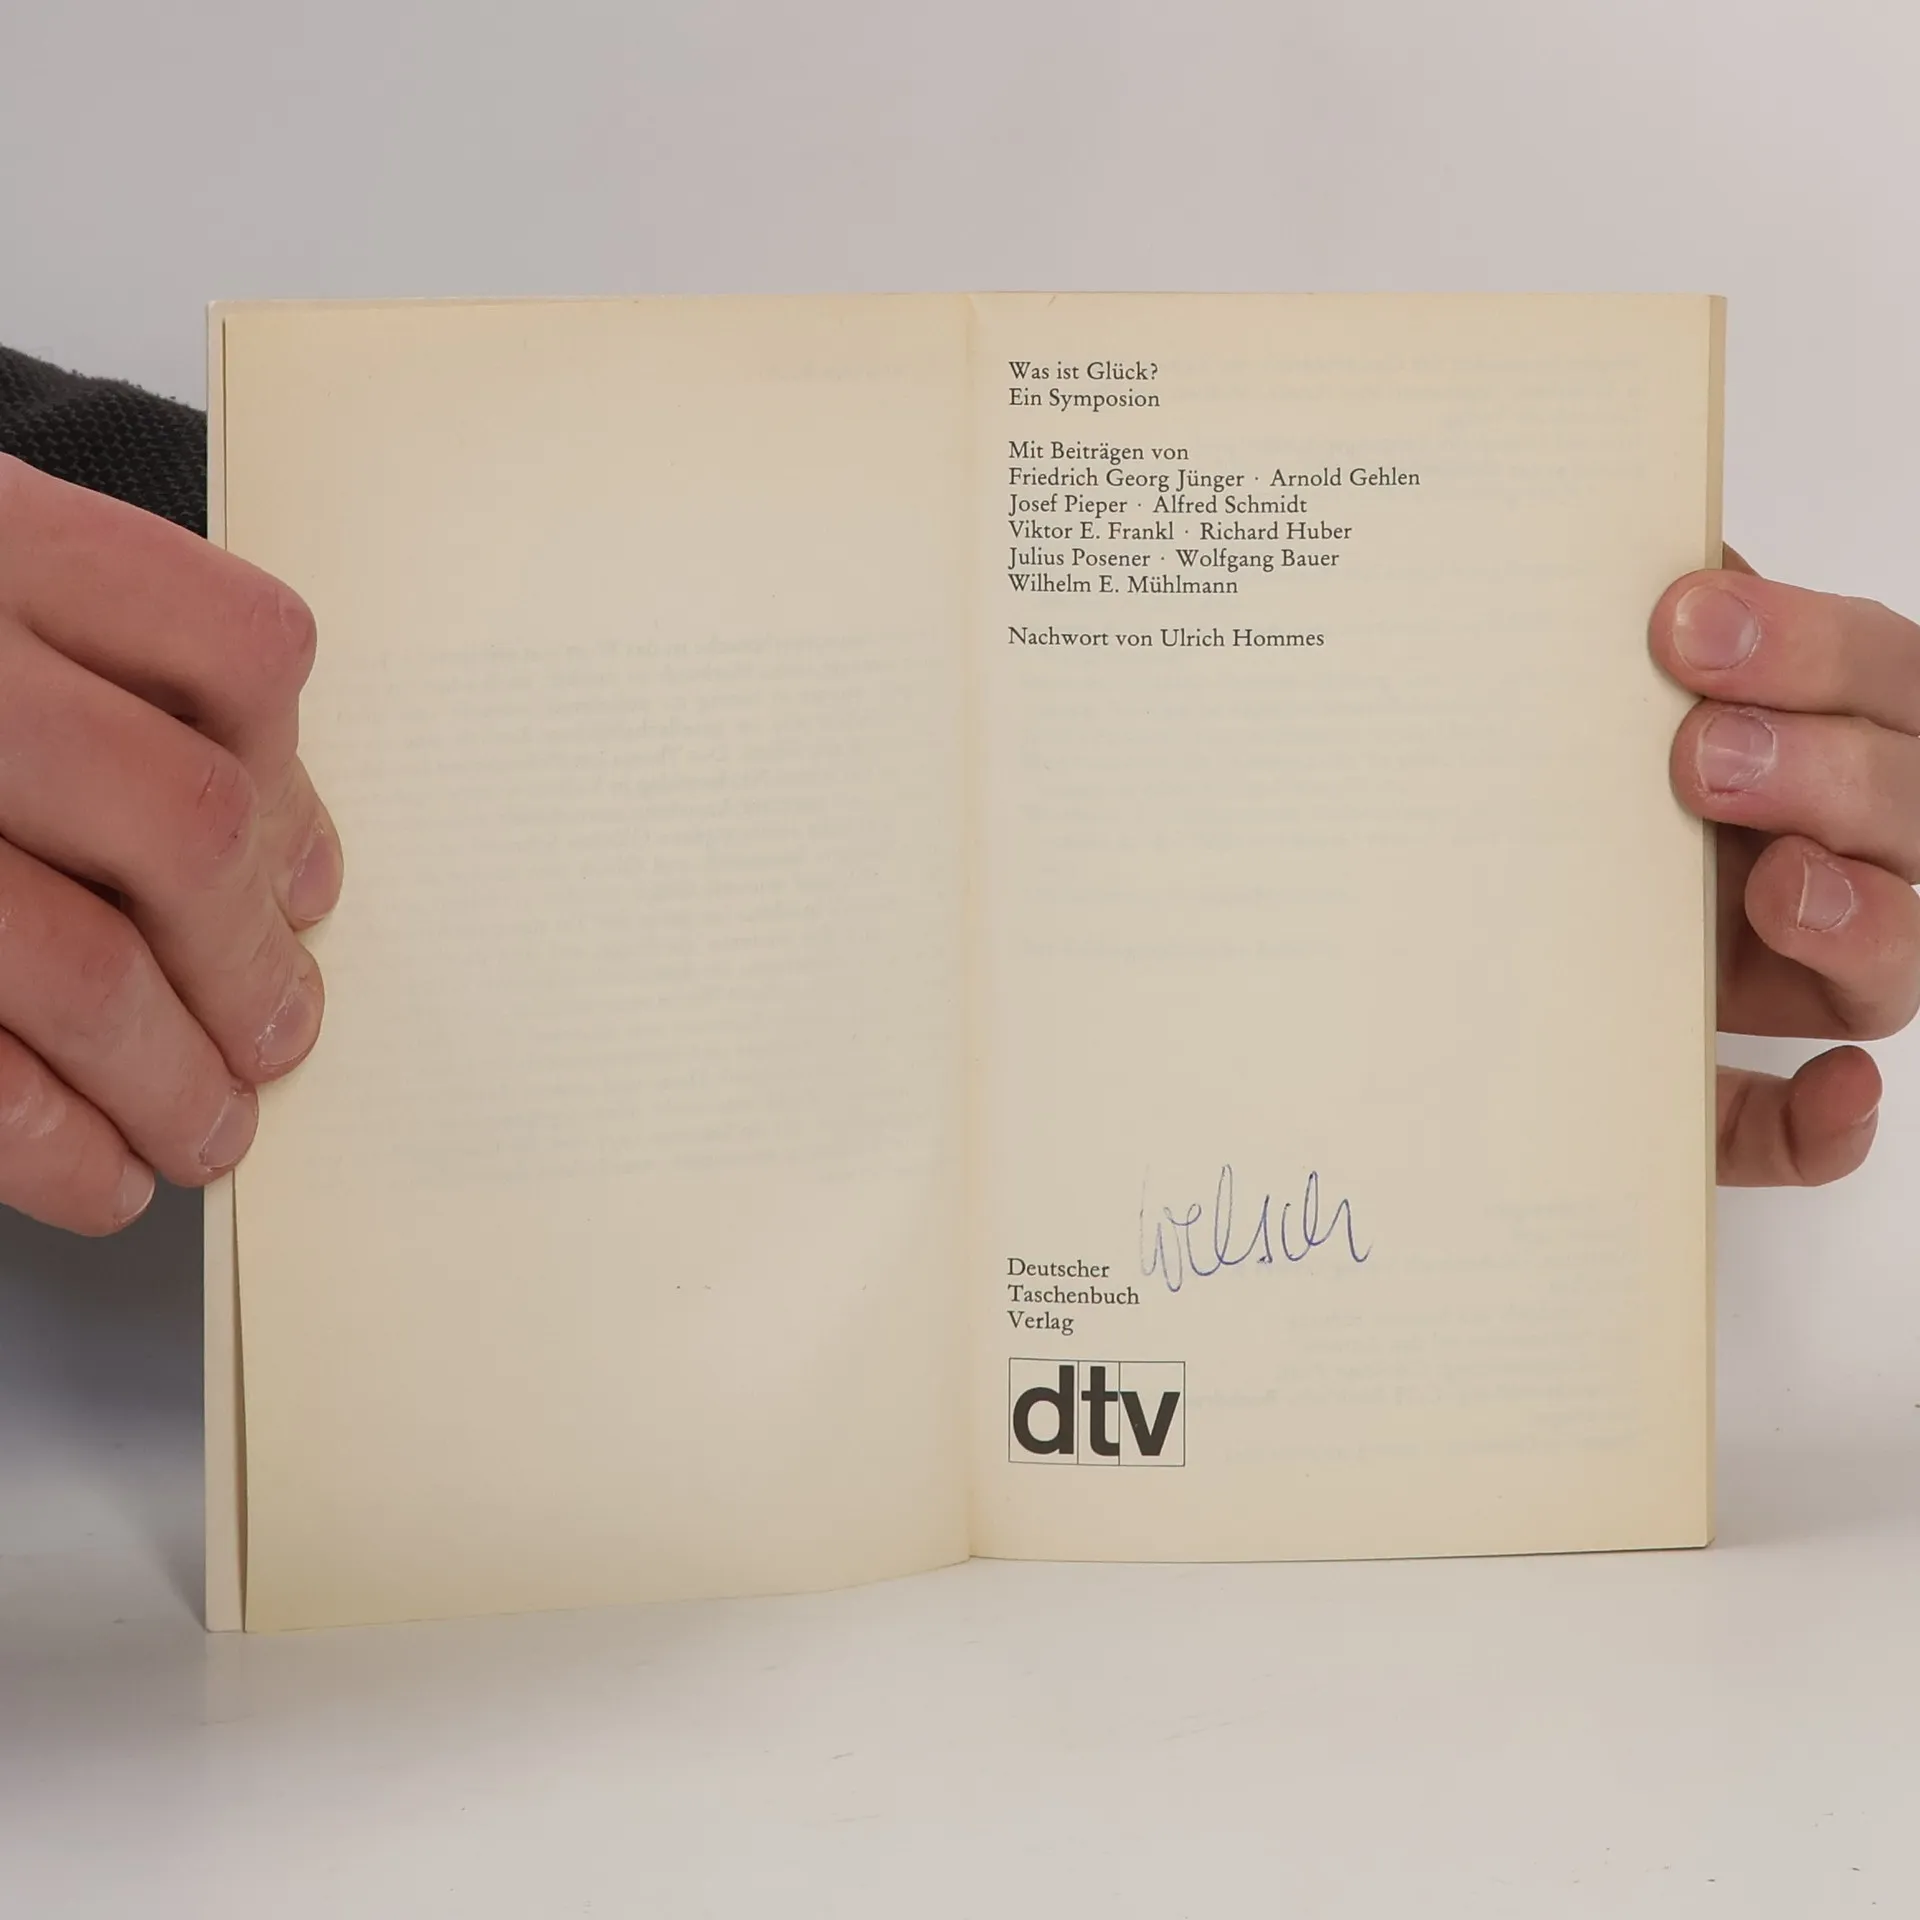 Was ist Glück?
Ein Symposion
Mit Beiträgen von
Friedrich Georg Jünger · Arnold Gehlen
Josef Pieper · Alfred Schmidt
Viktor E. Frankl · Richard Huber
Julius Posener · Wolfgang Bauer
Wilhelm E. Mühlmann
Nachwort von Ulrich Hommes
Deutscher
Taschenbuch
Verlag
dtv